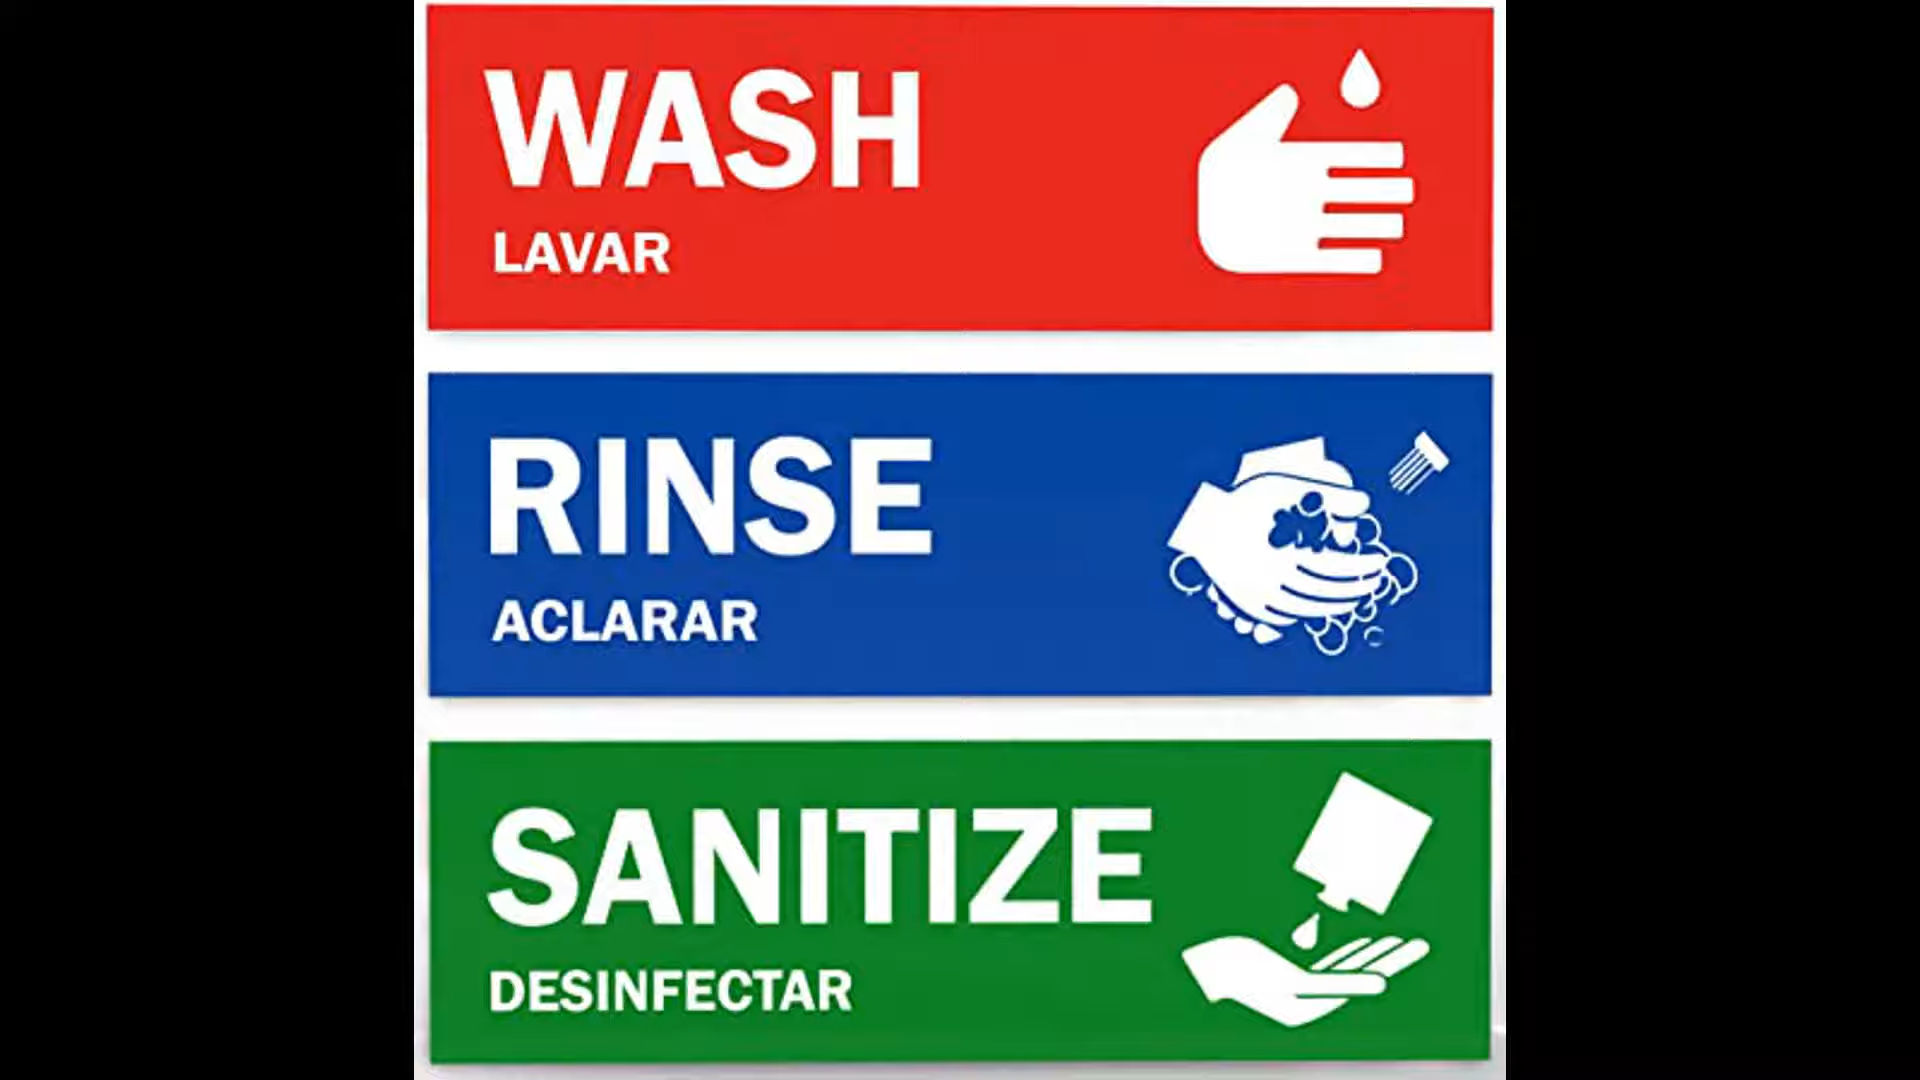 WASH
LAVAR
RINSE
ACLARAR
SANITIZE
DESINFECTAR